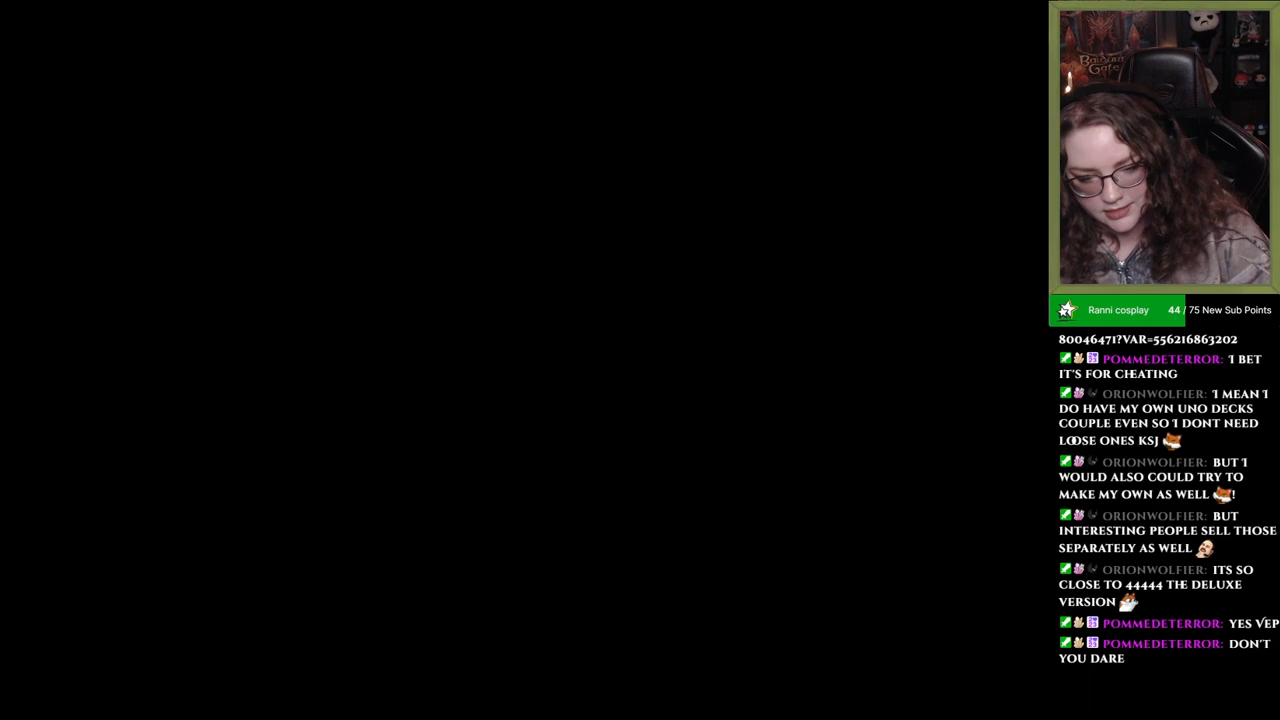 Baldur's
Gate
Ranni cosplay 44 / 75 New Sub Points
80046471?VAR=556216863202
POMMEDETERROR: I BET
IT'S FOR CHEATING
ORIONWOLFIER: I MEAN I
DO HAVE MY OWN UNO DECKS
COUPLE EVEN SO I DONT NEED
LOOSE ONES KSJ
ORIONWOLFIER: BUT I
WOULD ALSO COULD TRY TO
MAKE MY OWN AS WELL !
ORIONWOLFIER: BUT
INTERESTING PEOPLE SELL THOSE
SEPARATELY AS WELL
ORIONWOLFIER: ITS SO
CLOSE TO 44444 THE DELUXE
VERSION
POMMEDETERROR: YES VEP
POMMEDETERROR: DON'T
YOU DARE